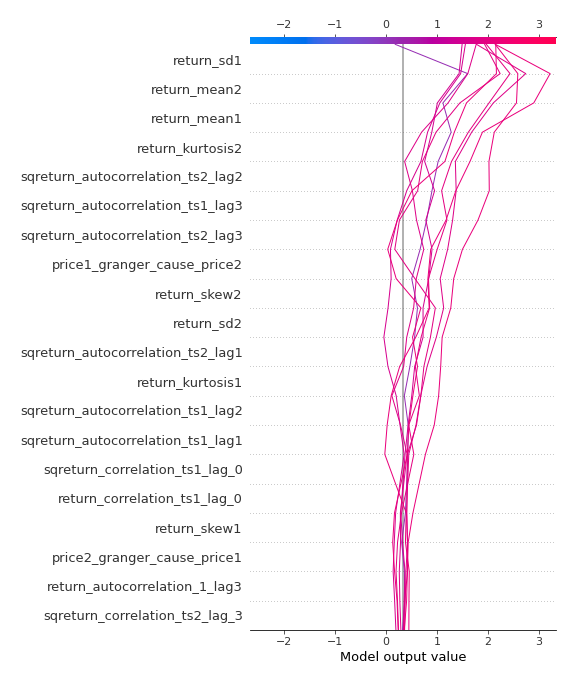 −2 −1 0 1 2 3
return_sd1
return_mean2
return_mean1
return_kurtosis2
sqreturn_autocorrelation_ts2_lag2
sqreturn_autocorrelation_ts1_lag3
sqreturn_autocorrelation_ts2_lag3
price1_granger_cause_price2
return_skew2
return_sd2
sqreturn_autocorrelation_ts2_lag1
return_kurtosis1
sqreturn_autocorrelation_ts1_lag2
sqreturn_autocorrelation_ts1_lag1
sqreturn_correlation_ts1_lag_0
return_correlation_ts1_lag_0
return_skew1
price2_granger_cause_price1
return_autocorrelation_1_lag3
sqreturn_correlation_ts2_lag_3
−2 −1 0 1 2 3
Model output value